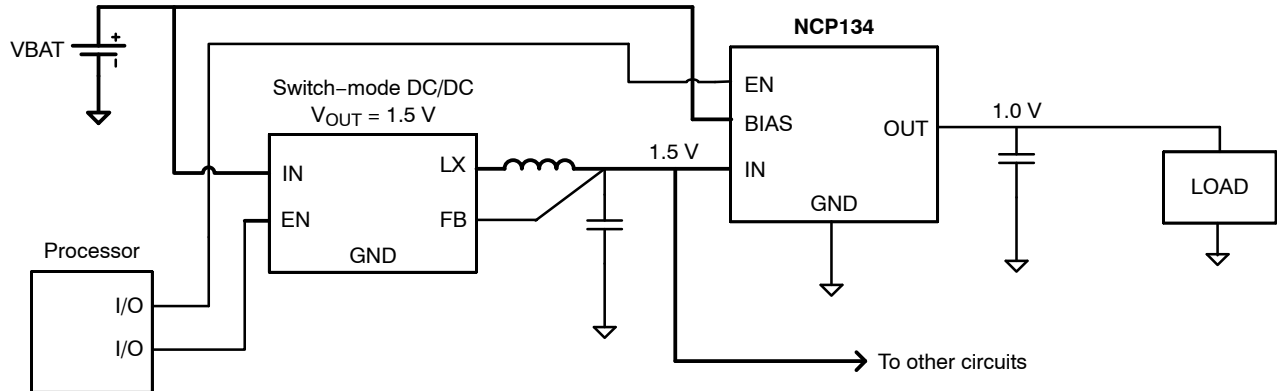 NCP134
VBAT
+
−
Switch−mode DC/DC
VOUT = 1.5 V
EN
BIAS
OUT
1.0 V
IN
LX
1.5 V
IN
LOAD
EN
FB
GND
GND
Processor
I/O
I/O
To other circuits